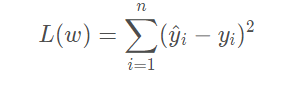 L(w) = ∑_{i=1}^{n} (ŷ_i − y_i)²